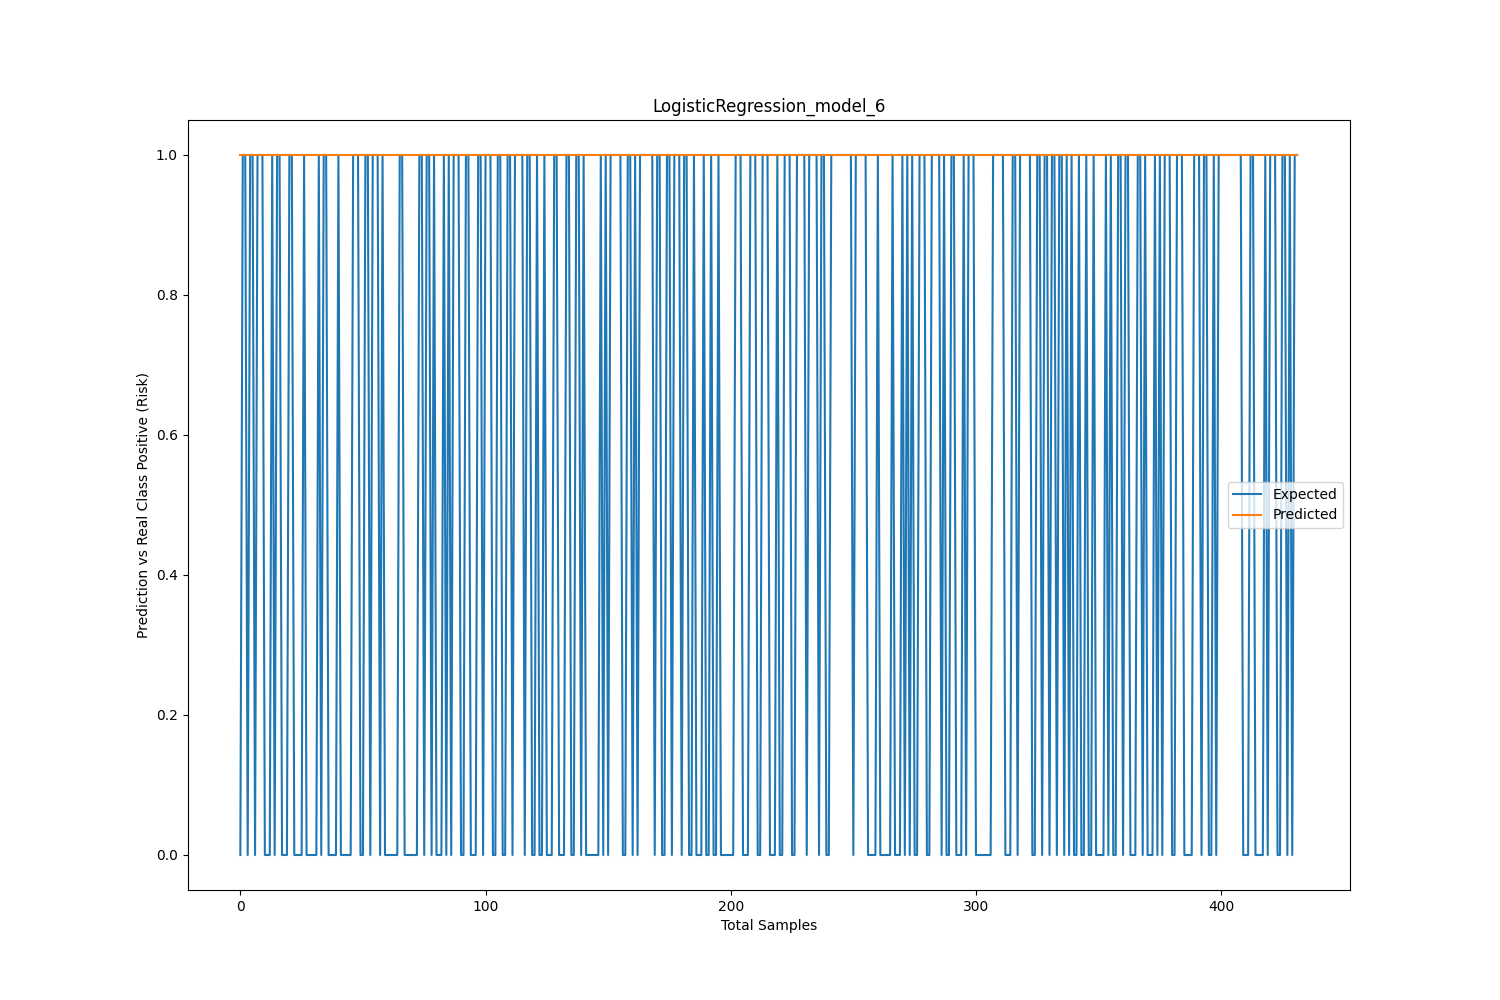 LogisticRegression_model_6
1.0
0.8
0.6
0.4
0.2
0.0
Prediction vs Real Class Positive (Risk)
Expected
Predicted
0 100 200 300 400
Total Samples